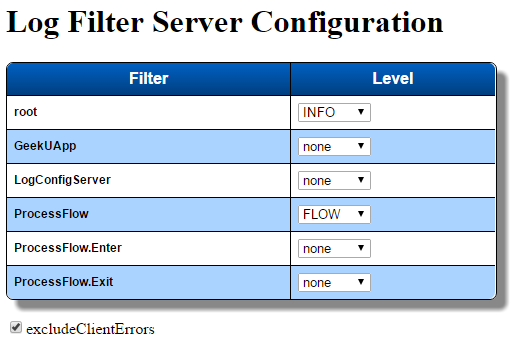 Log Filter Server Configuration
Filter Level
root INFO
GeekUApp none
LogConfigServer none
ProcessFlow FLOW
ProcessFlow.Enter none
ProcessFlow.Exit none
excludeClientErrors